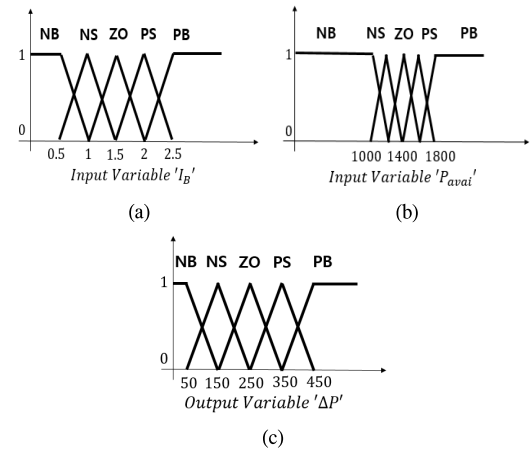 NB NS ZO PS PB
1
0
0.5 1 1.5 2 2.5
Input Variable 'I_B'
(a)
NB NS ZO PS PB
1
0
1000 1400 1800
Input Variable 'P_avai'
(b)
NB NS ZO PS PB
1
0
50 150 250 350 450
Output Variable 'ΔP'
(c)